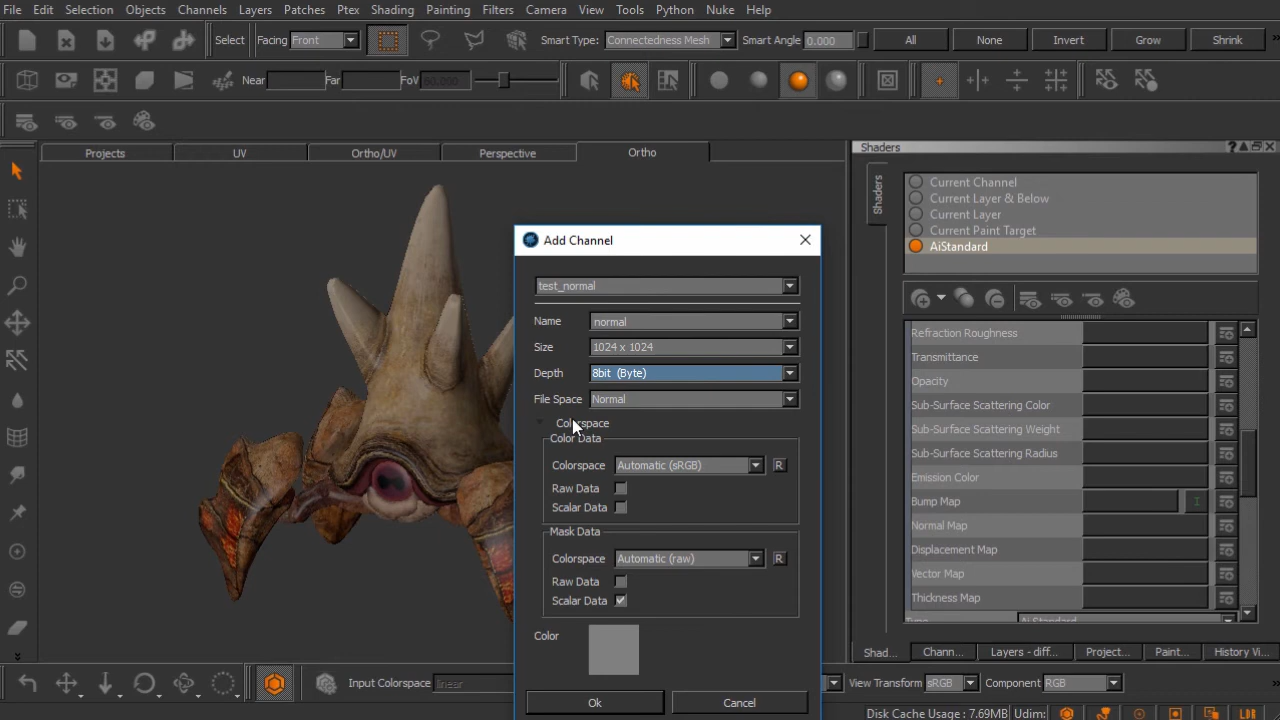 File Edit Selection Objects Channels Layers Patches Ptex Shading Painting Filters Camera View Tools Python Nuke Help
Select Facing Front Smart Type: Connectedness Mesh Smart Angle 0.000 All None Invert Grow Shrink
Near Far FoV 60.000
Projects UV Ortho/UV Perspective Ortho
Shaders
Shaders
Current Channel
Current Layer & Below
Current Layer
Current Paint Target
AiStandard
Add Channel
test_normal
Name normal
Size 1024 x 1024
Depth 8bit (Byte)
File Space Normal
Colorspace
Color Data
Colorspace Automatic (sRGB) R
Raw Data
Scalar Data
Mask Data
Colorspace Automatic (raw) R
Raw Data
Scalar Data
Color
Ok Cancel
Refraction Roughness
Transmittance
Opacity
Sub-Surface Scattering Color
Sub-Surface Scattering Weight
Sub-Surface Scattering Radius
Emission Color
Bump Map
Normal Map
Displacement Map
Vector Map
Thickness Map
Type Ai Standard
Shad... Chann... Layers - diff... Project... Paint... History Vi...
Input Colorspace linear View Transform sRGB Component RGB
Disk Cache Usage : 7.69MB Udim: LDR